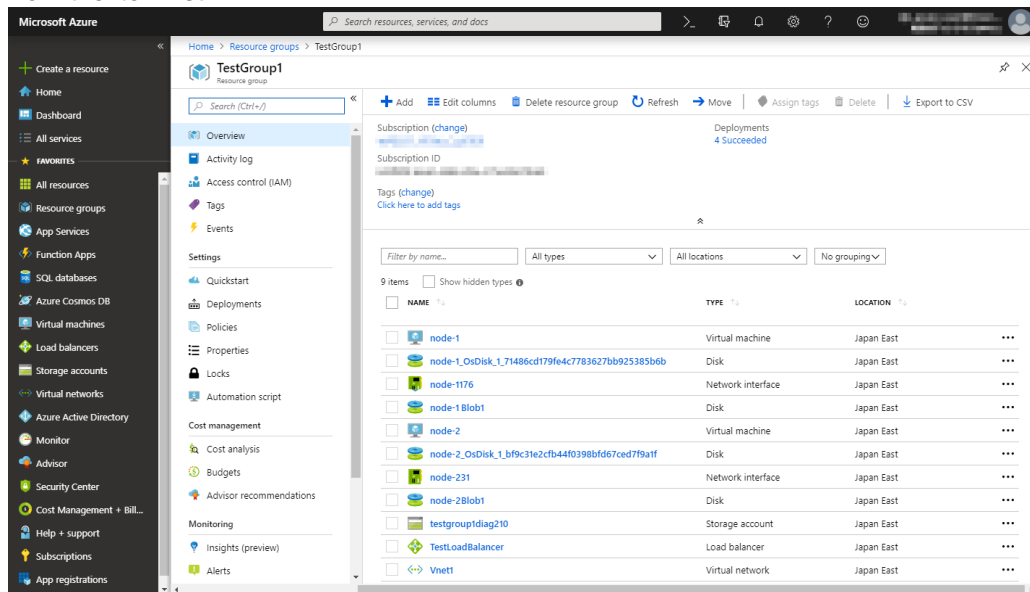 Microsoft Azure
Search resources, services, and docs
Create a resource
Home
Dashboard
All services
FAVORITES
All resources
Resource groups
App Services
Function Apps
SQL databases
Azure Cosmos DB
Virtual machines
Load balancers
Storage accounts
Virtual networks
Azure Active Directory
Monitor
Advisor
Security Center
Cost Management + Bill...
Help + support
Subscriptions
App registrations
Home > Resource groups > TestGroup1
TestGroup1
Resource group
Search (Ctrl+/)
Overview
Activity log
Access control (IAM)
Tags
Events
Settings
Quickstart
Deployments
Policies
Properties
Locks
Automation script
Cost management
Cost analysis
Budgets
Advisor recommendations
Monitoring
Insights (preview)
Alerts
Add Edit columns Delete resource group Refresh Move Assign tags Delete Export to CSV
Subscription (change) Deployments
4 Succeeded
Subscription ID
Tags (change)
Click here to add tags
Filter by name... All types All locations No grouping
9 items Show hidden types
NAME TYPE LOCATION
node-1 Virtual machine Japan East
node-1_OsDisk_1_71486cd179fe4c7783627bb925385b6b Disk Japan East
node-1176 Network interface Japan East
node-1Blob1 Disk Japan East
node-2 Virtual machine Japan East
node-2_OsDisk_1_bf9c31e2cfb44f0398bfd67ced7f9a1f Disk Japan East
node-231 Network interface Japan East
node-2Blob1 Disk Japan East
testgroup1diag210 Storage account Japan East
TestLoadBalancer Load balancer Japan East
Vnet1 Virtual network Japan East